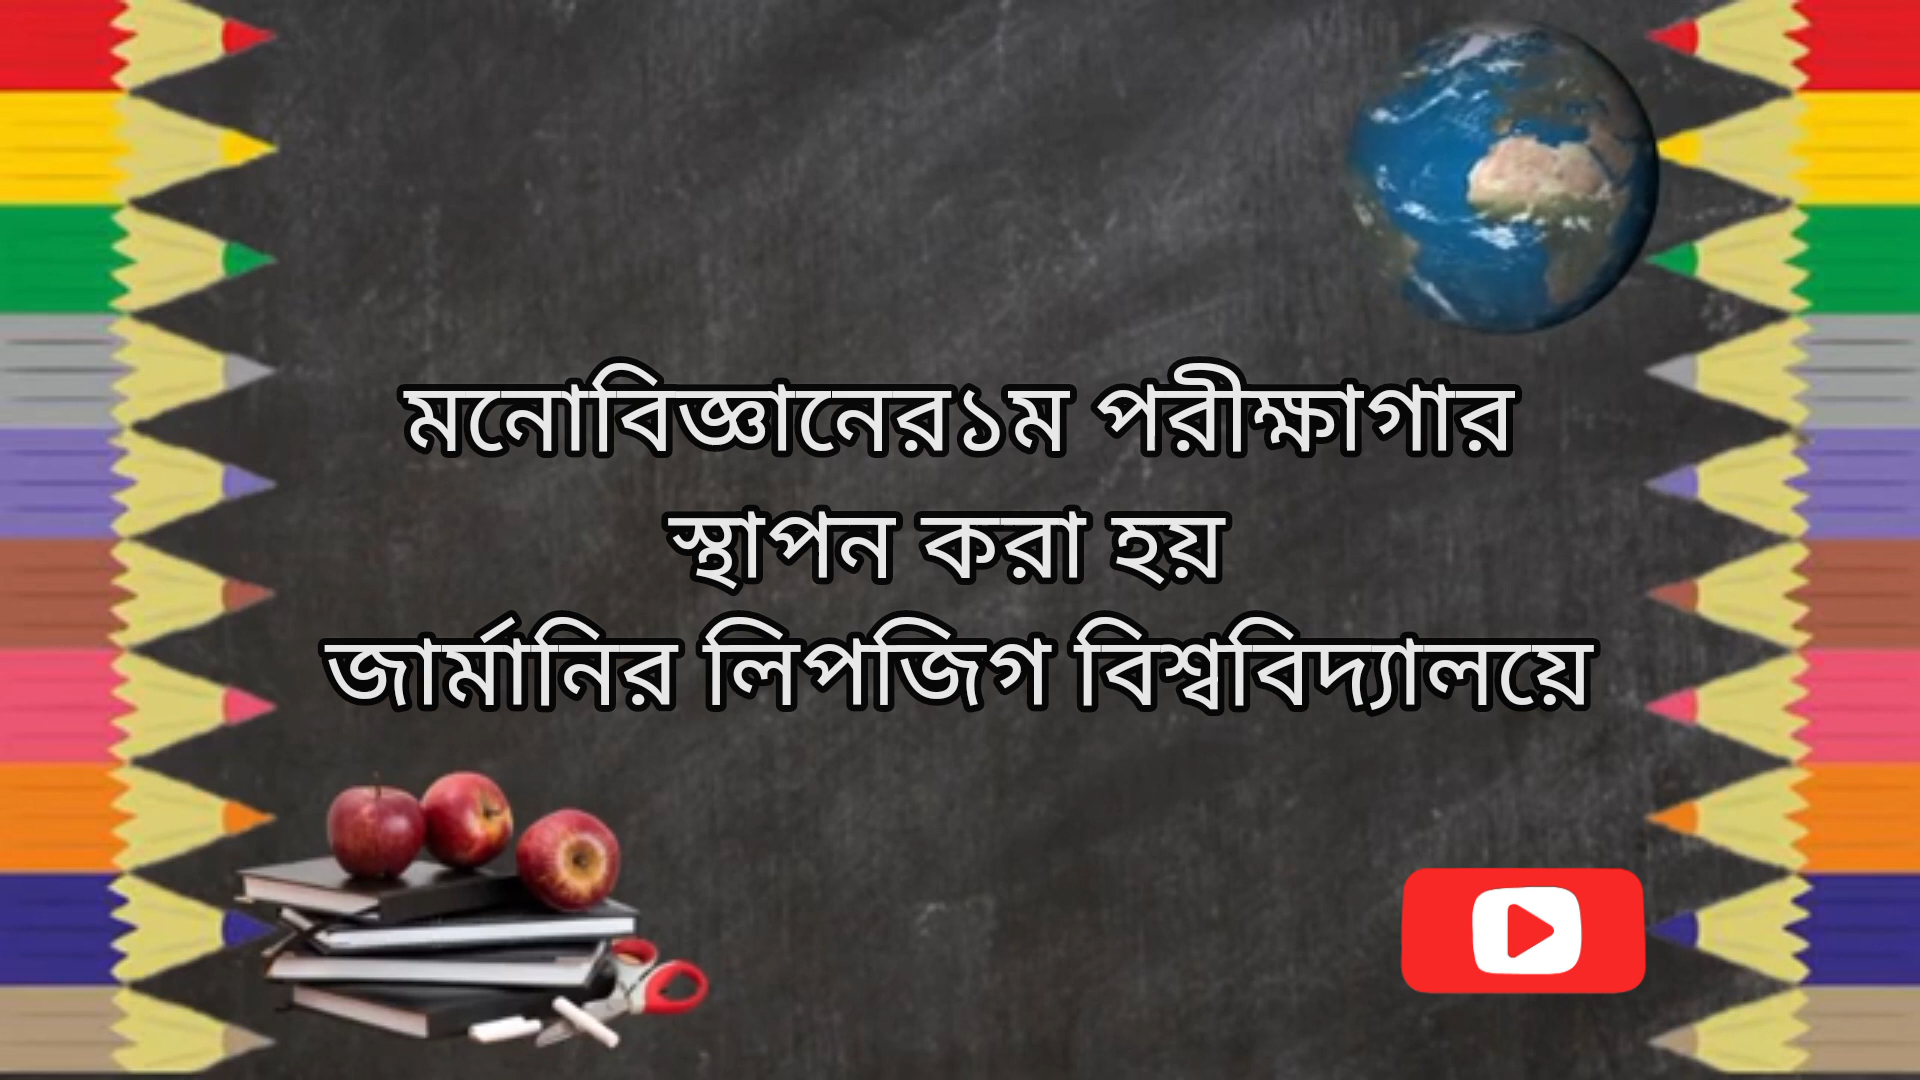 মনোবিজ্ঞানের১ম পরীক্ষাগার
স্থাপন করা হয়
জার্মানির লিপজিগ বিশ্ববিদ্যালয়ে